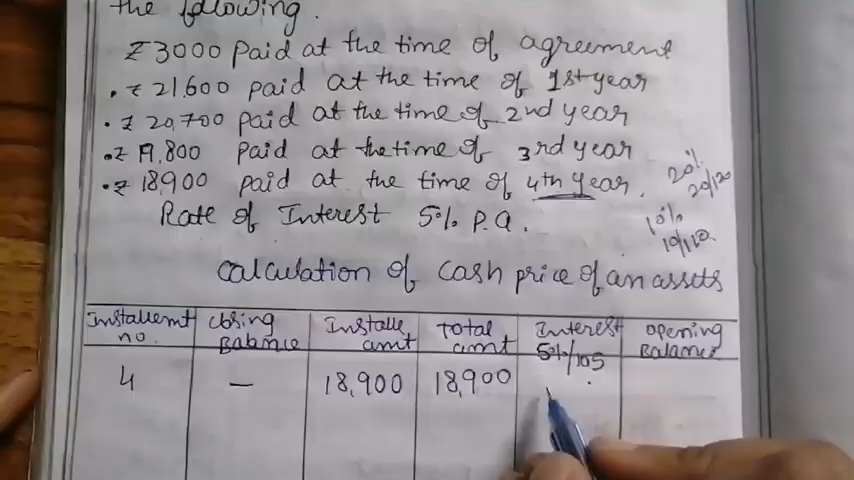 the following.
₹3000 Paid at the time of agreement
. ₹ 21,600 paid at the time of 1st year
. ₹ 20,700 paid at the time of 2nd year
. ₹ 19,800 paid at the time of 3rd year
. ₹ 18,900 paid at the time of 4th year.
20%
20/120
Rate of Interest 5% P.a.
10%
10/110
Calculation of cash price of an assets
Installemt no. Closing Balance Installe amt Total amt Interest 5%/105 Opening Balance
4 — 18,900 18,900